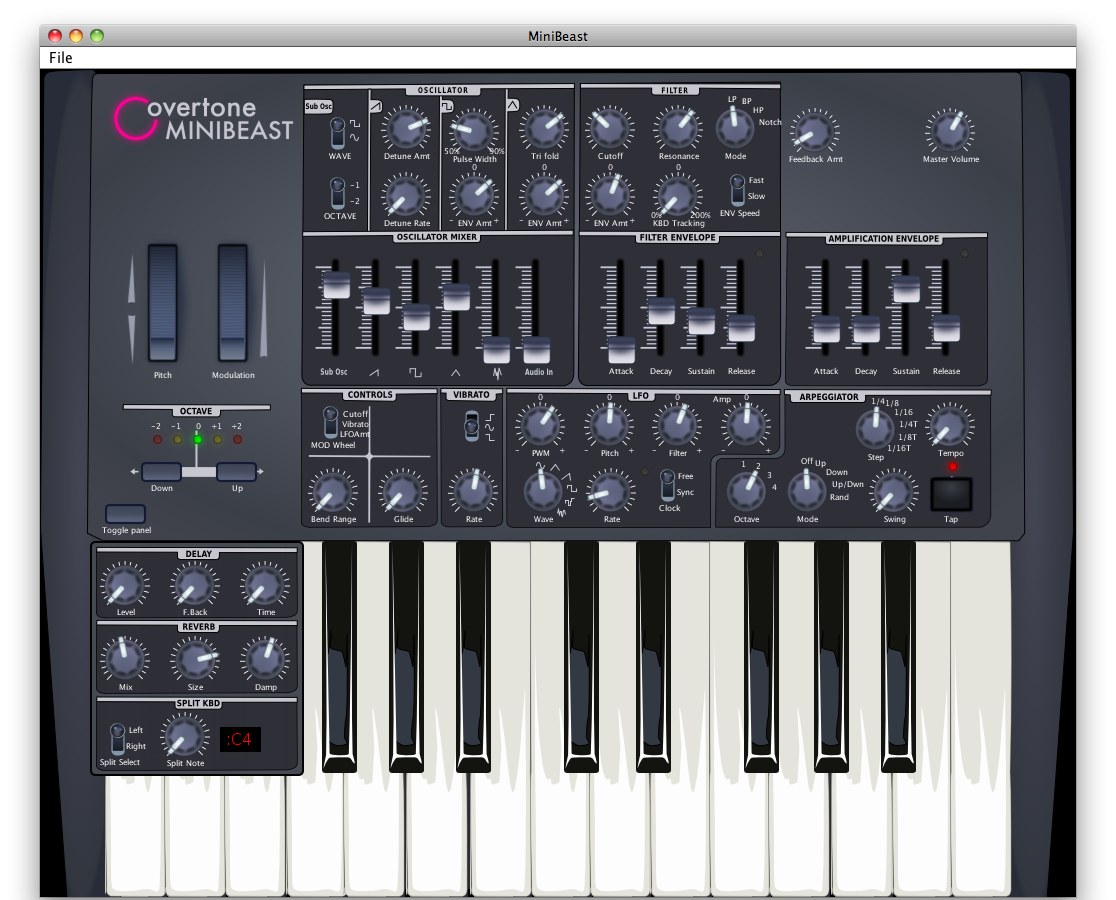 MiniBeast
File
overtone
MINIBEAST
OSCILLATOR
Sub Osc
WAVE
Detune Amt
50% 90%
Pulse Width
Tri fold
-1
-2
OCTAVE
Detune Rate
0
- ENV Amt +
0
- ENV Amt +
FILTER
Cutoff
Resonance
LP
BP
HP
Notch
Mode
0
- ENV Amt +
0
0% 200%
KBD Tracking
Fast
Slow
ENV Speed
Feedback Amt
Master Volume
OSCILLATOR MIXER
Sub Osc
Audio In
FILTER ENVELOPE
Attack Decay Sustain Release
AMPLIFICATION ENVELOPE
Attack Decay Sustain Release
Pitch
Modulation
OCTAVE
-2 -1 0 +1 +2
Down
Up
Toggle panel
CONTROLS
Cutoff
Vibrato
LFOAmt
MOD Wheel
Bend Range
Glide
VIBRATO
Rate
LFO
0
- PWM +
0
- Pitch +
0
- Filter +
Amp 0
- +
Wave
Rate
Free
Sync
Clock
ARPEGGIATOR
1/4
1/8
1/16
1/4T
1/8T
1/16T
Step
Tempo
1 2 3 4
Octave
Off Up
Down
Up/Dwn
Rand
Mode
Swing
Tap
DELAY
Level
F.Back
Time
REVERB
Mix
Size
Damp
SPLIT KBD
Left
Right
Split Select
Split Note
:C4